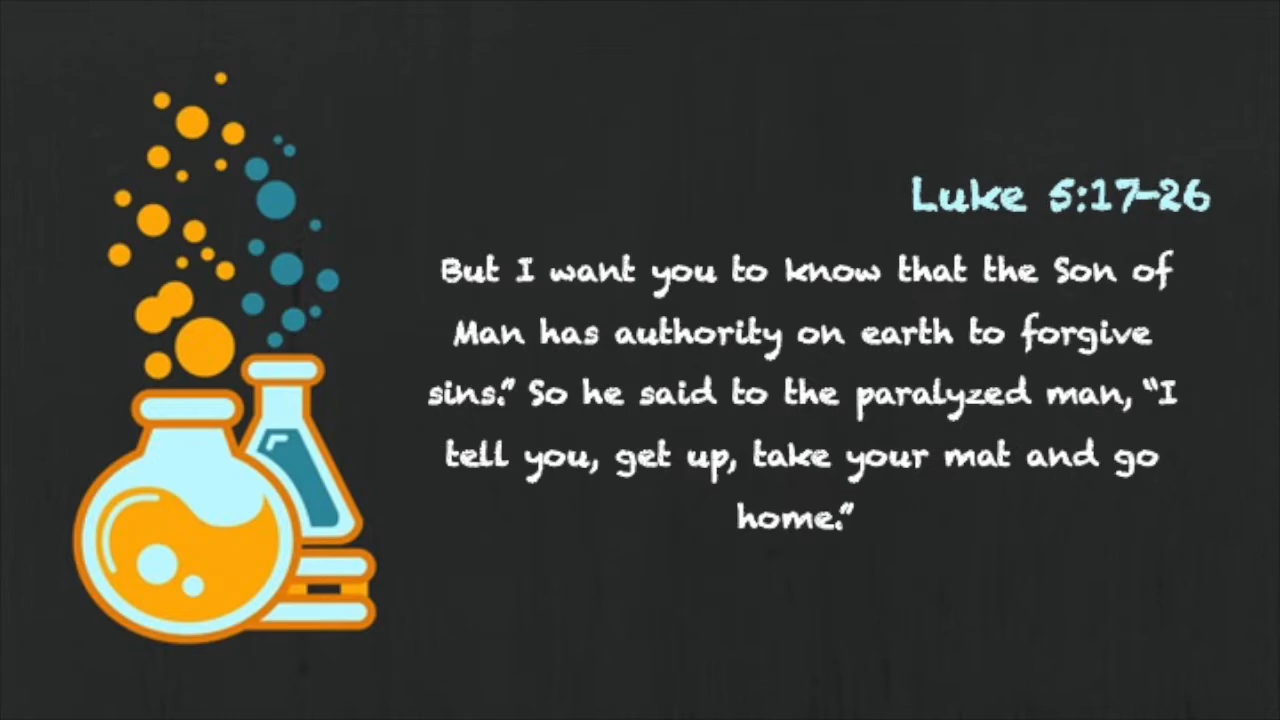 Luke 5:17-26
But I want you to know that the Son of
Man has authority on earth to forgive
sins.” So he said to the paralyzed man, “I
tell you, get up, take your mat and go
home.”